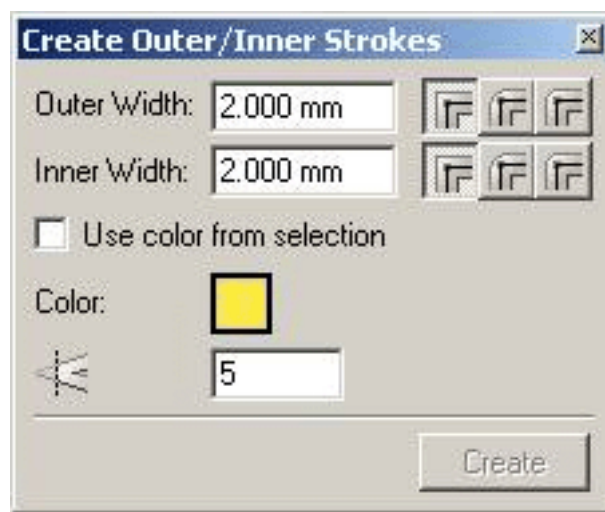 Create Outer/Inner Strokes
Outer Width: 2.000 mm
Inner Width: 2.000 mm
Use color from selection
Color:
5
Create